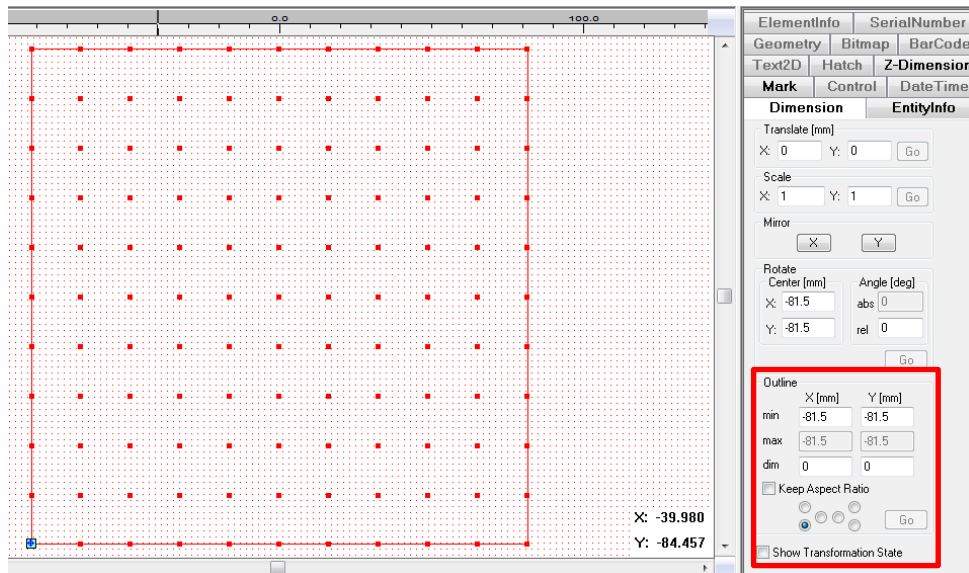 0.0 100.0
ElementInfo SerialNumber
Geometry Bitmap BarCode
Text2D Hatch Z-Dimension
Mark Control DateTime
Dimension EntityInfo
Translate [mm]
X: 0 Y: 0 Go
Scale
X: 1 Y: 1 Go
Mirror
X Y
Rotate
Center [mm] Angle [deg]
X: -81.5 abs 0
Y: -81.5 rel 0
Go
Outline
X [mm] Y [mm]
min -81.5 -81.5
max -81.5 -81.5
dim 0 0
Keep Aspect Ratio
Go
Show Transformation State
X: -39.980
Y: -84.457